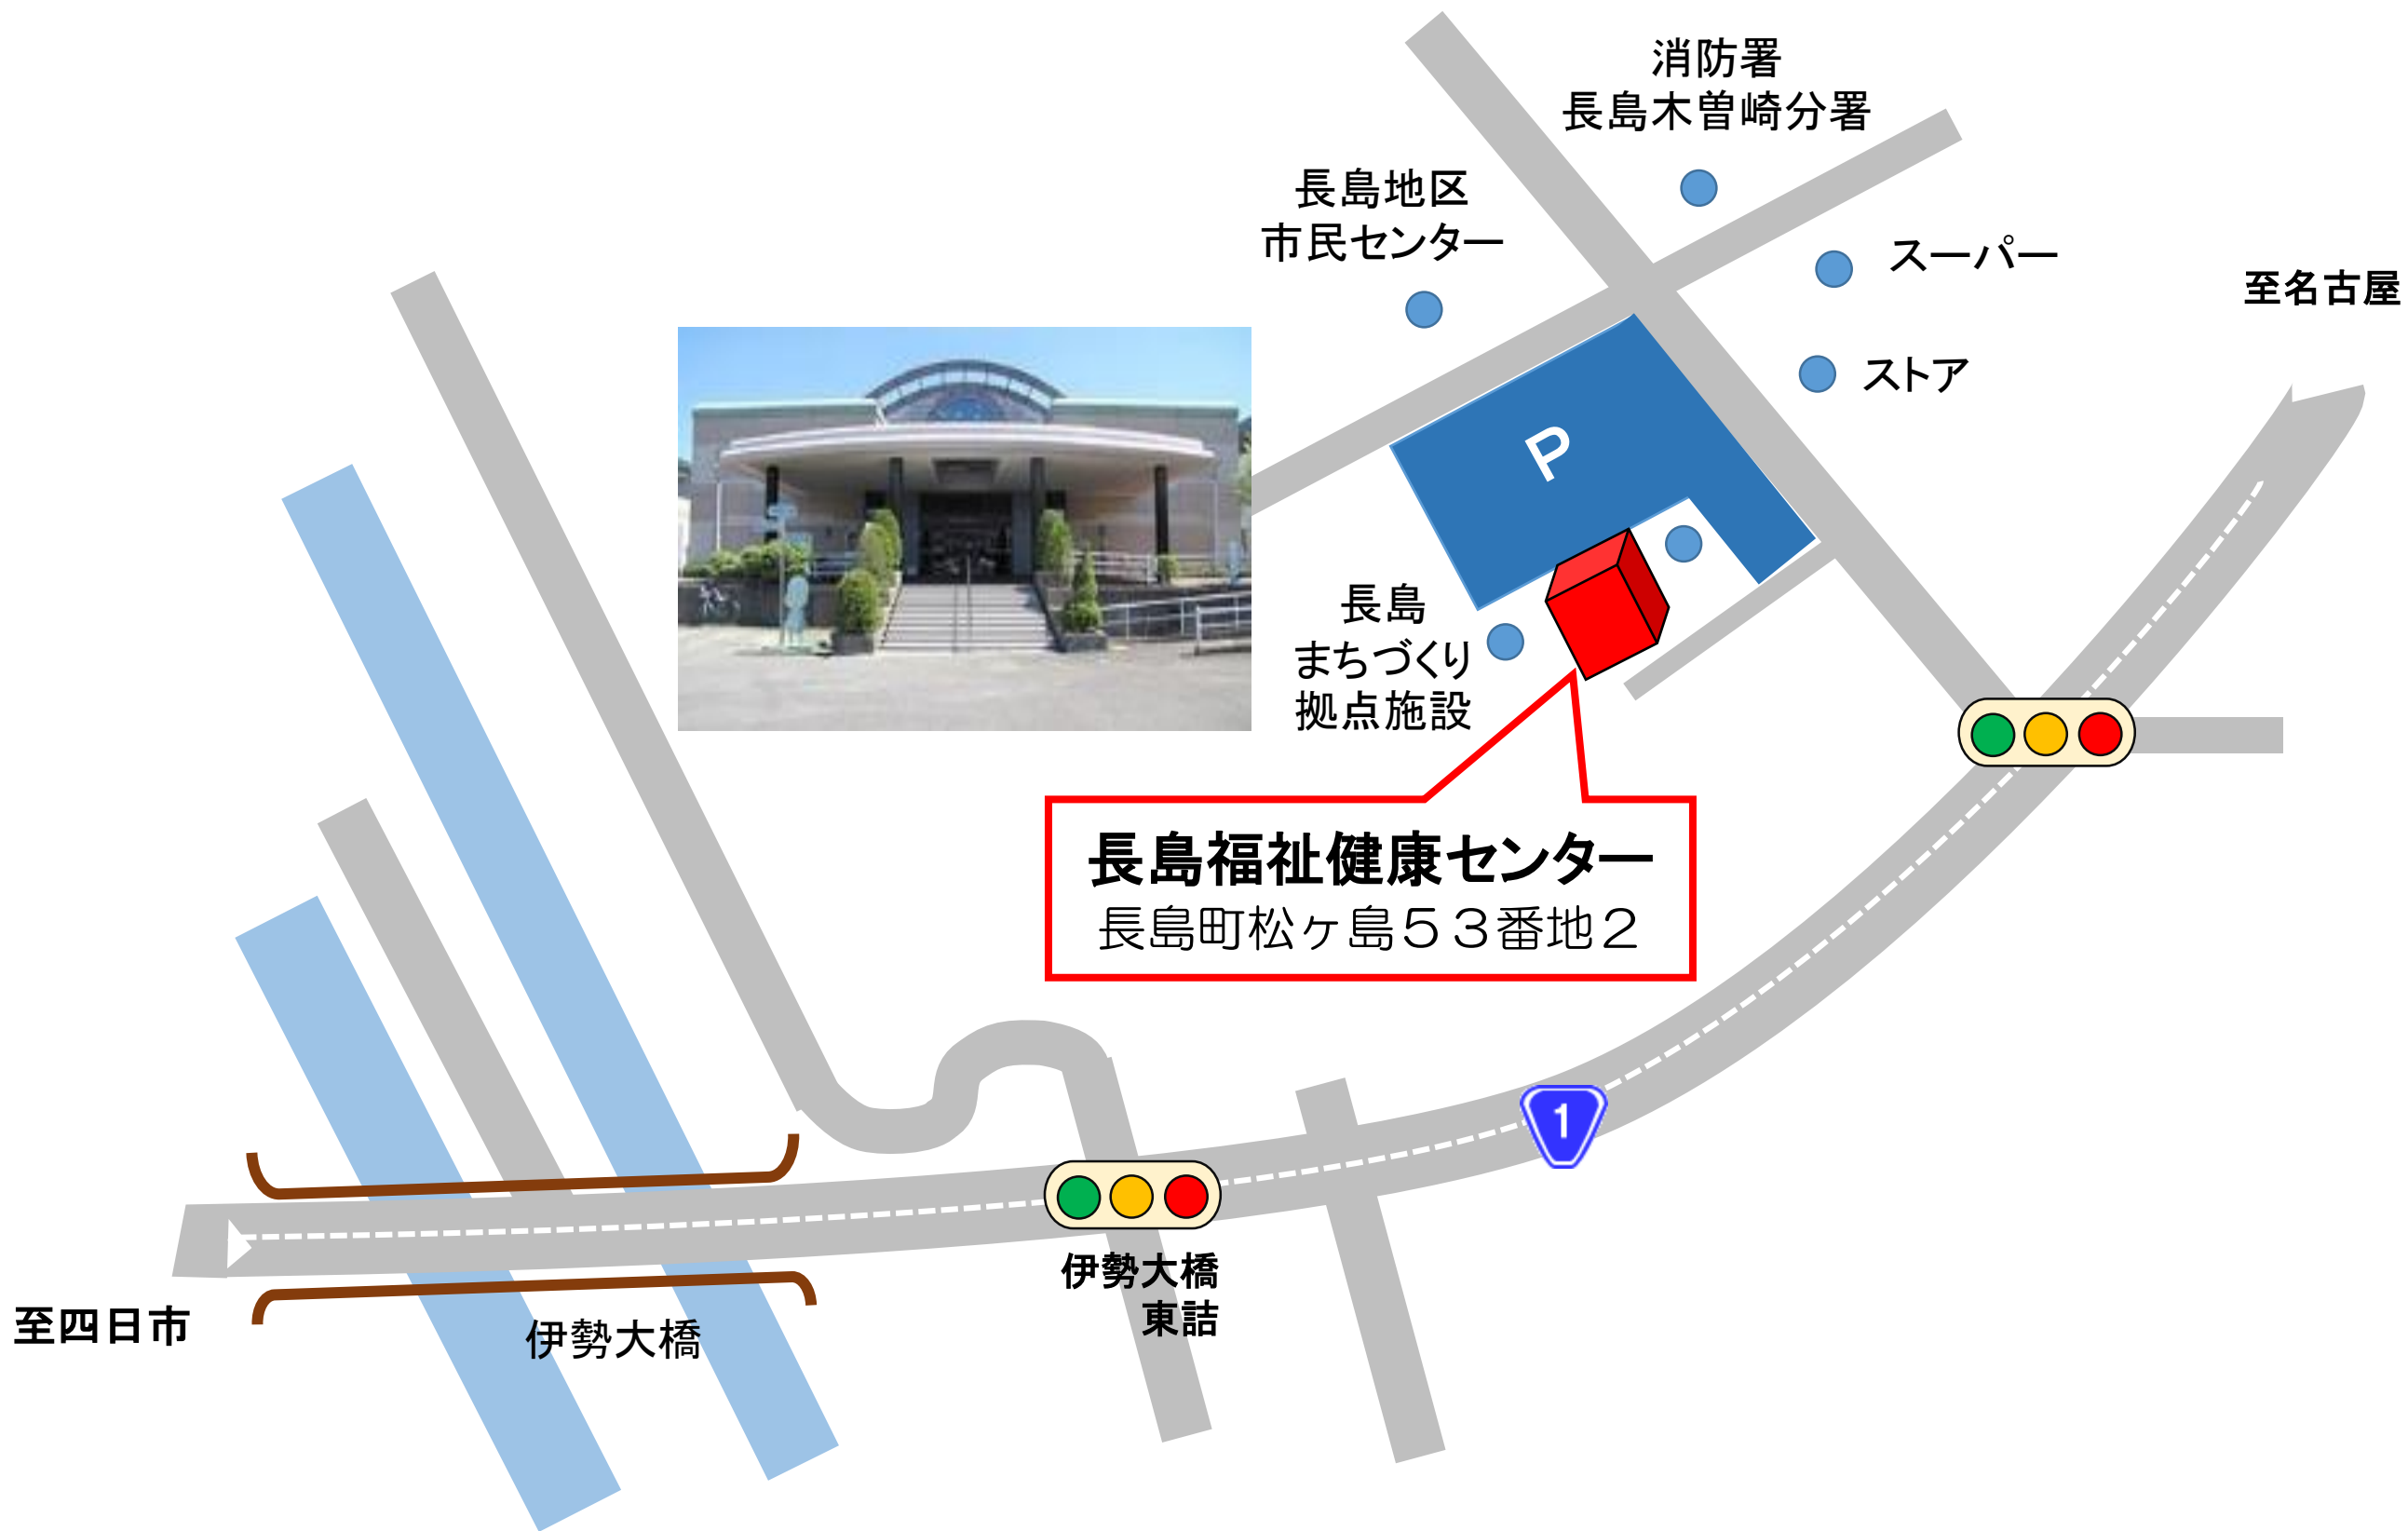 消防署
長島木曽崎分署
長島地区
市民センター
スーパー
至名古屋
ストア
P
長島
まちづくり
拠点施設
長島福祉健康センター
長島町松ヶ島５３番地２
1
伊勢大橋
東詰
至四日市
伊勢大橋